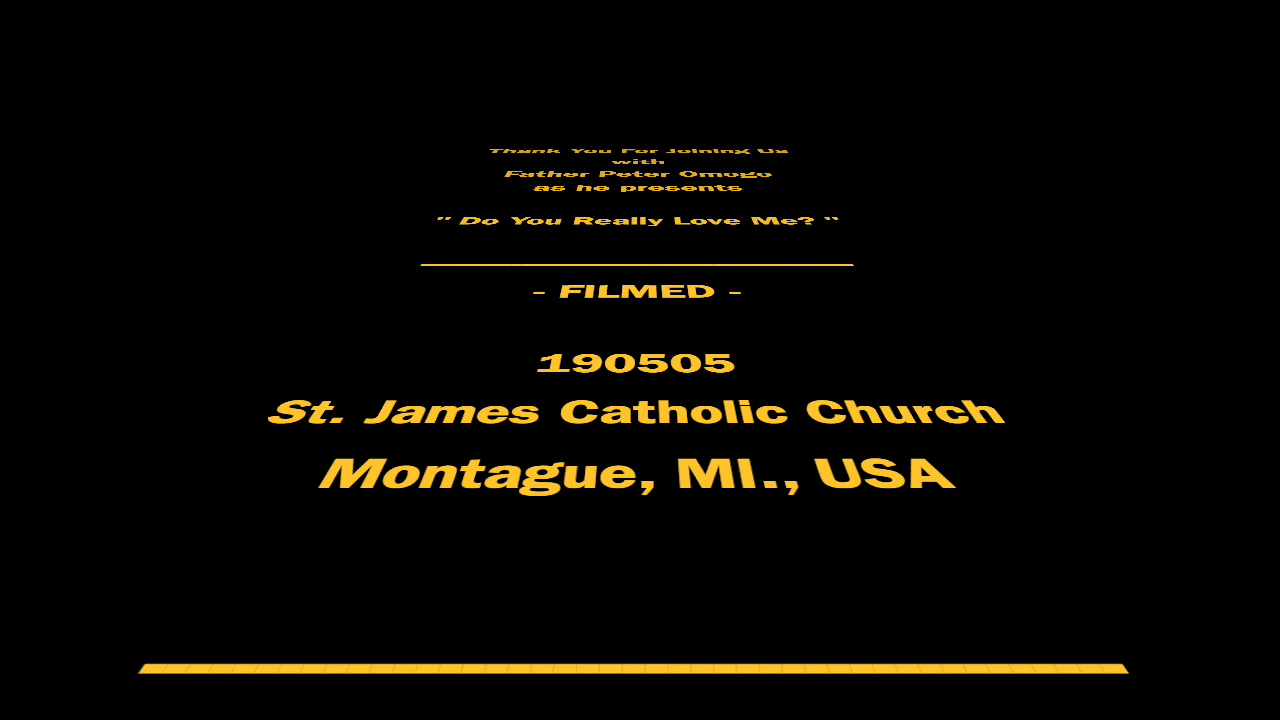 Thank You For Joining Us
with
Father Peter Omogo
as he presents
" Do You Really Love Me? "
- FILMED -
190505
St. James Catholic Church
Montague, MI., USA